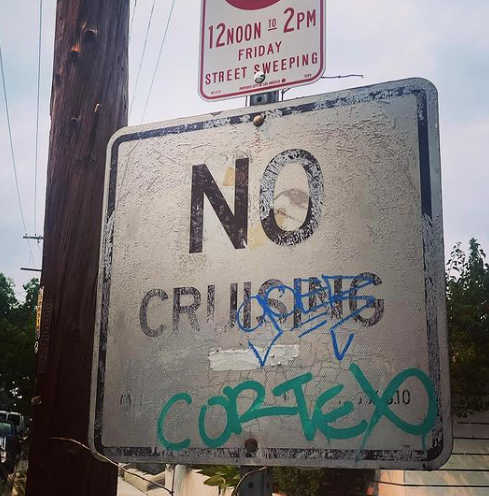 12NOON TO 2PM
FRIDAY
STREET SWEEPING
NO
CRUISING
CORTEX